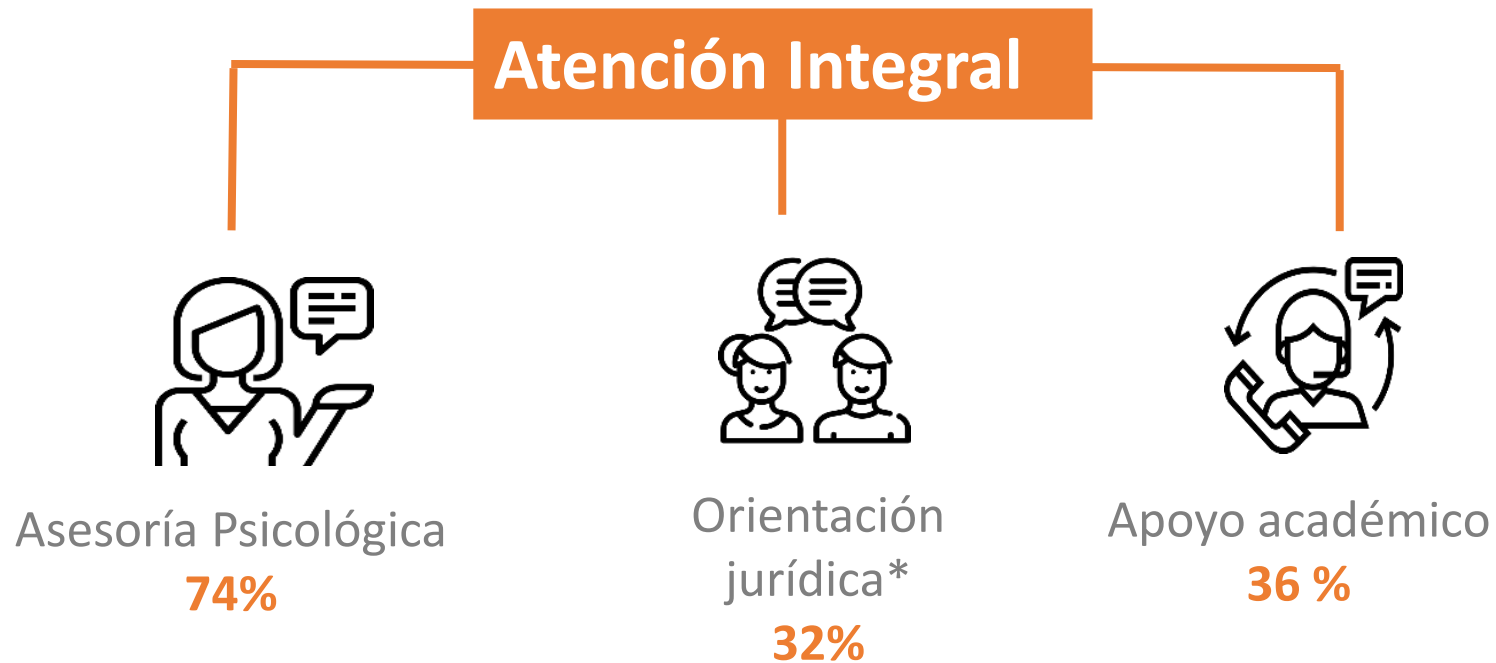 Atención Integral
Asesoría Psicológica
74%
Orientación
jurídica*
32%
Apoyo académico
36 %